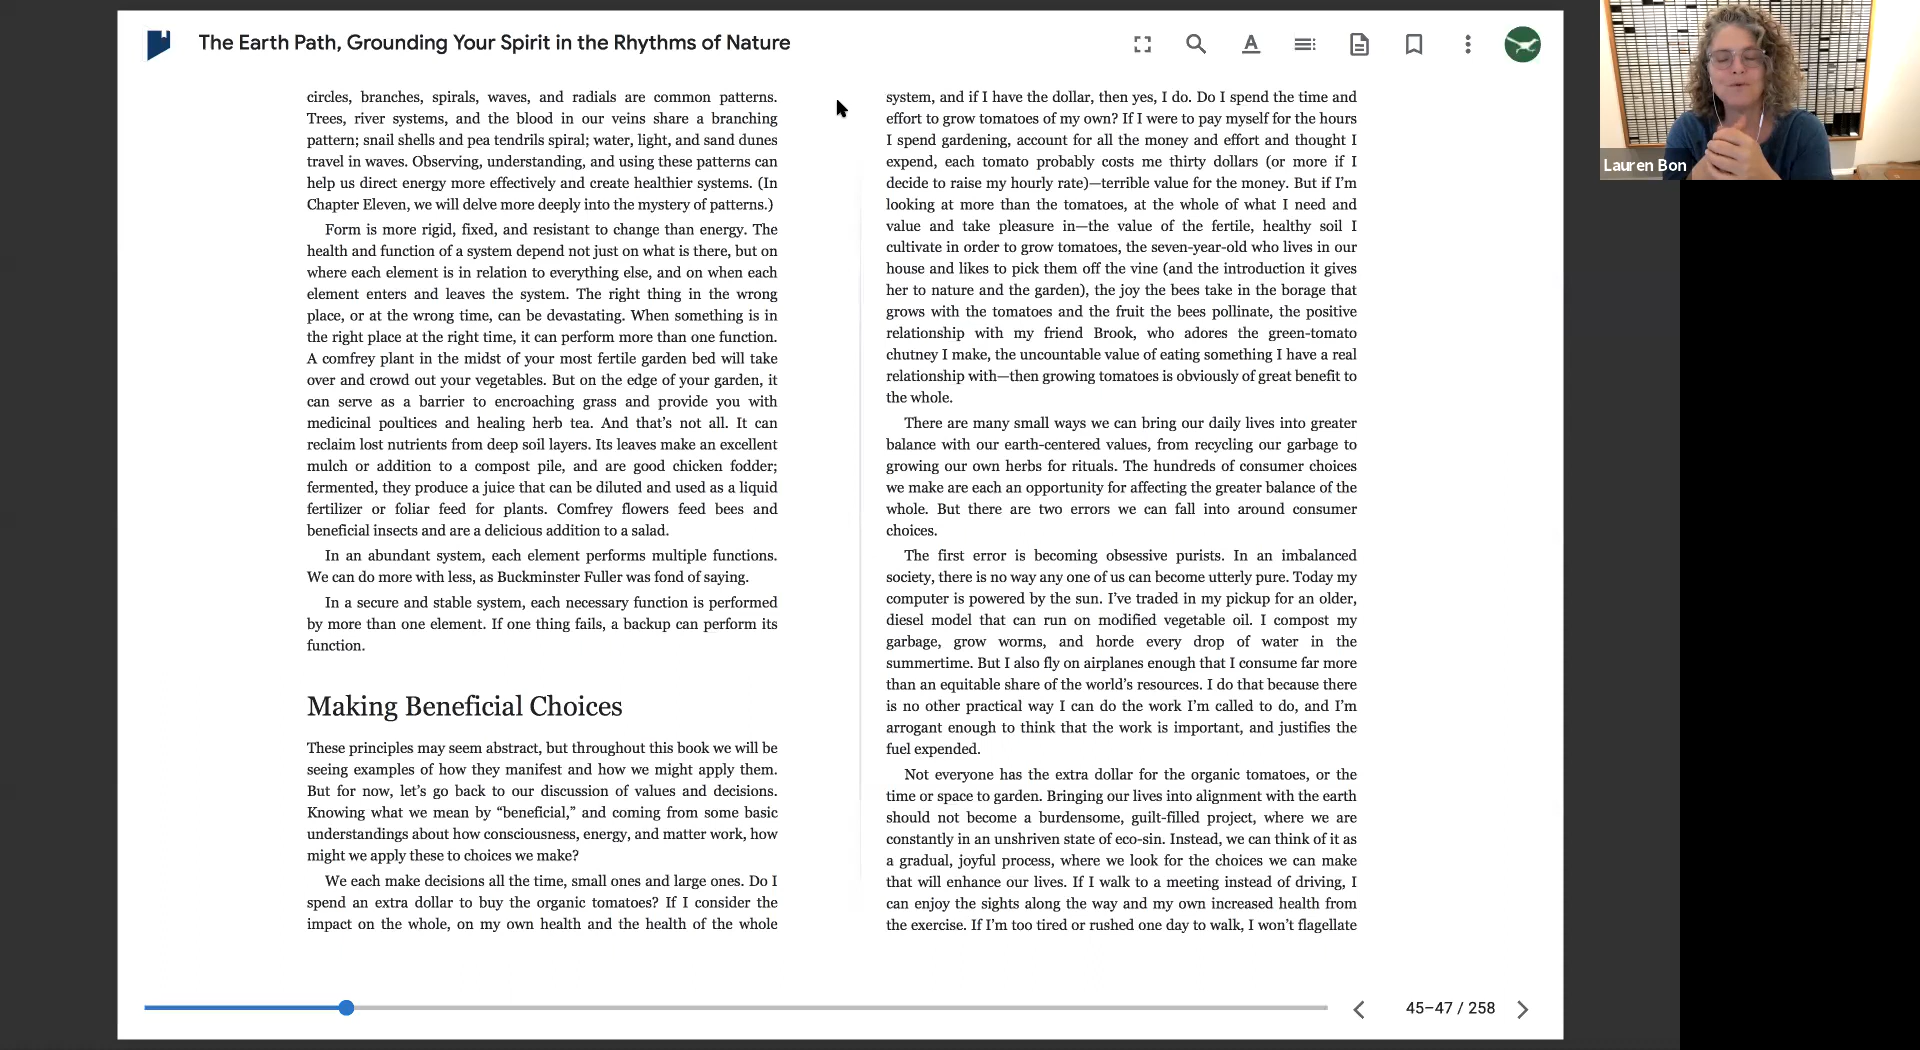 The Earth Path, Grounding Your Spirit in the Rhythms of Nature
circles, branches, spirals, waves, and radials are common patterns.
Trees, river systems, and the blood in our veins share a branching
pattern; snail shells and pea tendrils spiral; water, light, and sand dunes
travel in waves. Observing, understanding, and using these patterns can
help us direct energy more effectively and create healthier systems. (In
Chapter Eleven, we will delve more deeply into the mystery of patterns.)
Form is more rigid, fixed, and resistant to change than energy. The
health and function of a system depend not just on what is there, but on
where each element is in relation to everything else, and on when each
element enters and leaves the system. The right thing in the wrong
place, or at the wrong time, can be devastating. When something is in
the right place at the right time, it can perform more than one function.
A comfrey plant in the midst of your most fertile garden bed will take
over and crowd out your vegetables. But on the edge of your garden, it
can serve as a barrier to encroaching grass and provide you with
medicinal poultices and healing herb tea. And that’s not all. It can
reclaim lost nutrients from deep soil layers. Its leaves make an excellent
mulch or addition to a compost pile, and are good chicken fodder;
fermented, they produce a juice that can be diluted and used as a liquid
fertilizer or foliar feed for plants. Comfrey flowers feed bees and
beneficial insects and are a delicious addition to a salad.
In an abundant system, each element performs multiple functions.
We can do more with less, as Buckminster Fuller was fond of saying.
In a secure and stable system, each necessary function is performed
by more than one element. If one thing fails, a backup can perform its
function.
Making Beneficial Choices
These principles may seem abstract, but throughout this book we will be
seeing examples of how they manifest and how we might apply them.
But for now, let’s go back to our discussion of values and decisions.
Knowing what we mean by “beneficial,” and coming from some basic
understandings about how consciousness, energy, and matter work, how
might we apply these to choices we make?
We each make decisions all the time, small ones and large ones. Do I
spend an extra dollar to buy the organic tomatoes? If I consider the
impact on the whole, on my own health and the health of the whole
system, and if I have the dollar, then yes, I do. Do I spend the time and
effort to grow tomatoes of my own? If I were to pay myself for the hours
I spend gardening, account for all the money and effort and thought I
expend, each tomato probably costs me thirty dollars (or more if I
decide to raise my hourly rate)—terrible value for the money. But if I’m
looking at more than the tomatoes, at the whole of what I need and
value and take pleasure in—the value of the fertile, healthy soil I
cultivate in order to grow tomatoes, the seven-year-old who lives in our
house and likes to pick them off the vine (and the introduction it gives
her to nature and the garden), the joy the bees take in the borage that
grows with the tomatoes and the fruit the bees pollinate, the positive
relationship with my friend Brook, who adores the green-tomato
chutney I make, the uncountable value of eating something I have a real
relationship with—then growing tomatoes is obviously of great benefit to
the whole.
There are many small ways we can bring our daily lives into greater
balance with our earth-centered values, from recycling our garbage to
growing our own herbs for rituals. The hundreds of consumer choices
we make are each an opportunity for affecting the greater balance of the
whole. But there are two errors we can fall into around consumer
choices.
The first error is becoming obsessive purists. In an imbalanced
society, there is no way any one of us can become utterly pure. Today my
computer is powered by the sun. I’ve traded in my pickup for an older,
diesel model that can run on modified vegetable oil. I compost my
garbage, grow worms, and horde every drop of water in the
summertime. But I also fly on airplanes enough that I consume far more
than an equitable share of the world’s resources. I do that because there
is no other practical way I can do the work I’m called to do, and I’m
arrogant enough to think that the work is important, and justifies the
fuel expended.
Not everyone has the extra dollar for the organic tomatoes, or the
time or space to garden. Bringing our lives into alignment with the earth
should not become a burdensome, guilt-filled project, where we are
constantly in an unshriven state of eco-sin. Instead, we can think of it as
a gradual, joyful process, where we look for the choices we can make
that will enhance our lives. If I walk to a meeting instead of driving, I
can enjoy the sights along the way and my own increased health from
the exercise. If I’m too tired or rushed one day to walk, I won’t flagellate
45–47 / 258
Lauren Bon